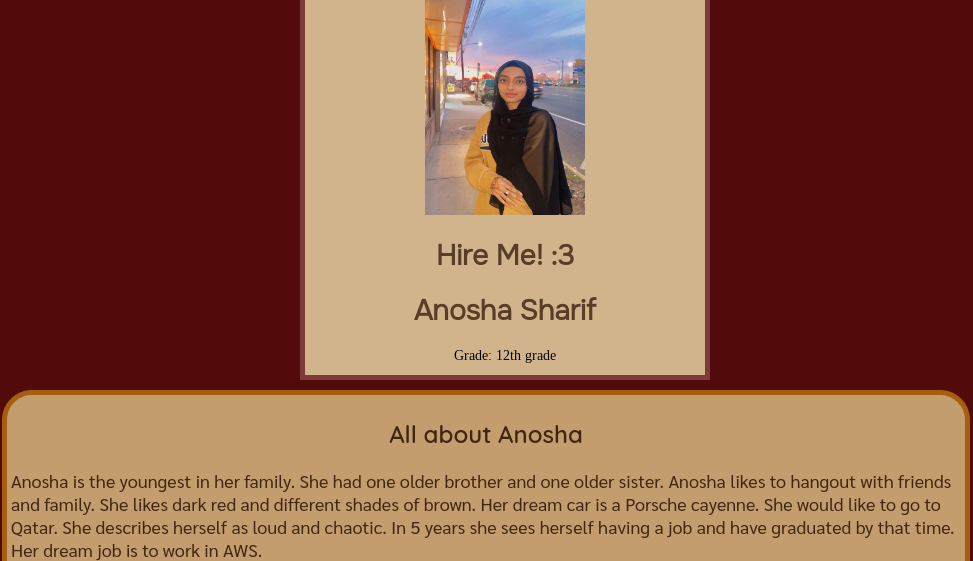 Hire Me! :3
Anosha Sharif
Grade: 12th grade
All about Anosha
Anosha is the youngest in her family. She had one older brother and one older sister. Anosha likes to hangout with friends
and family. She likes dark red and different shades of brown. Her dream car is a Porsche cayenne. She would like to go to
Qatar. She describes herself as loud and chaotic. In 5 years she sees herself having a job and have graduated by that time.
Her dream job is to work in AWS.